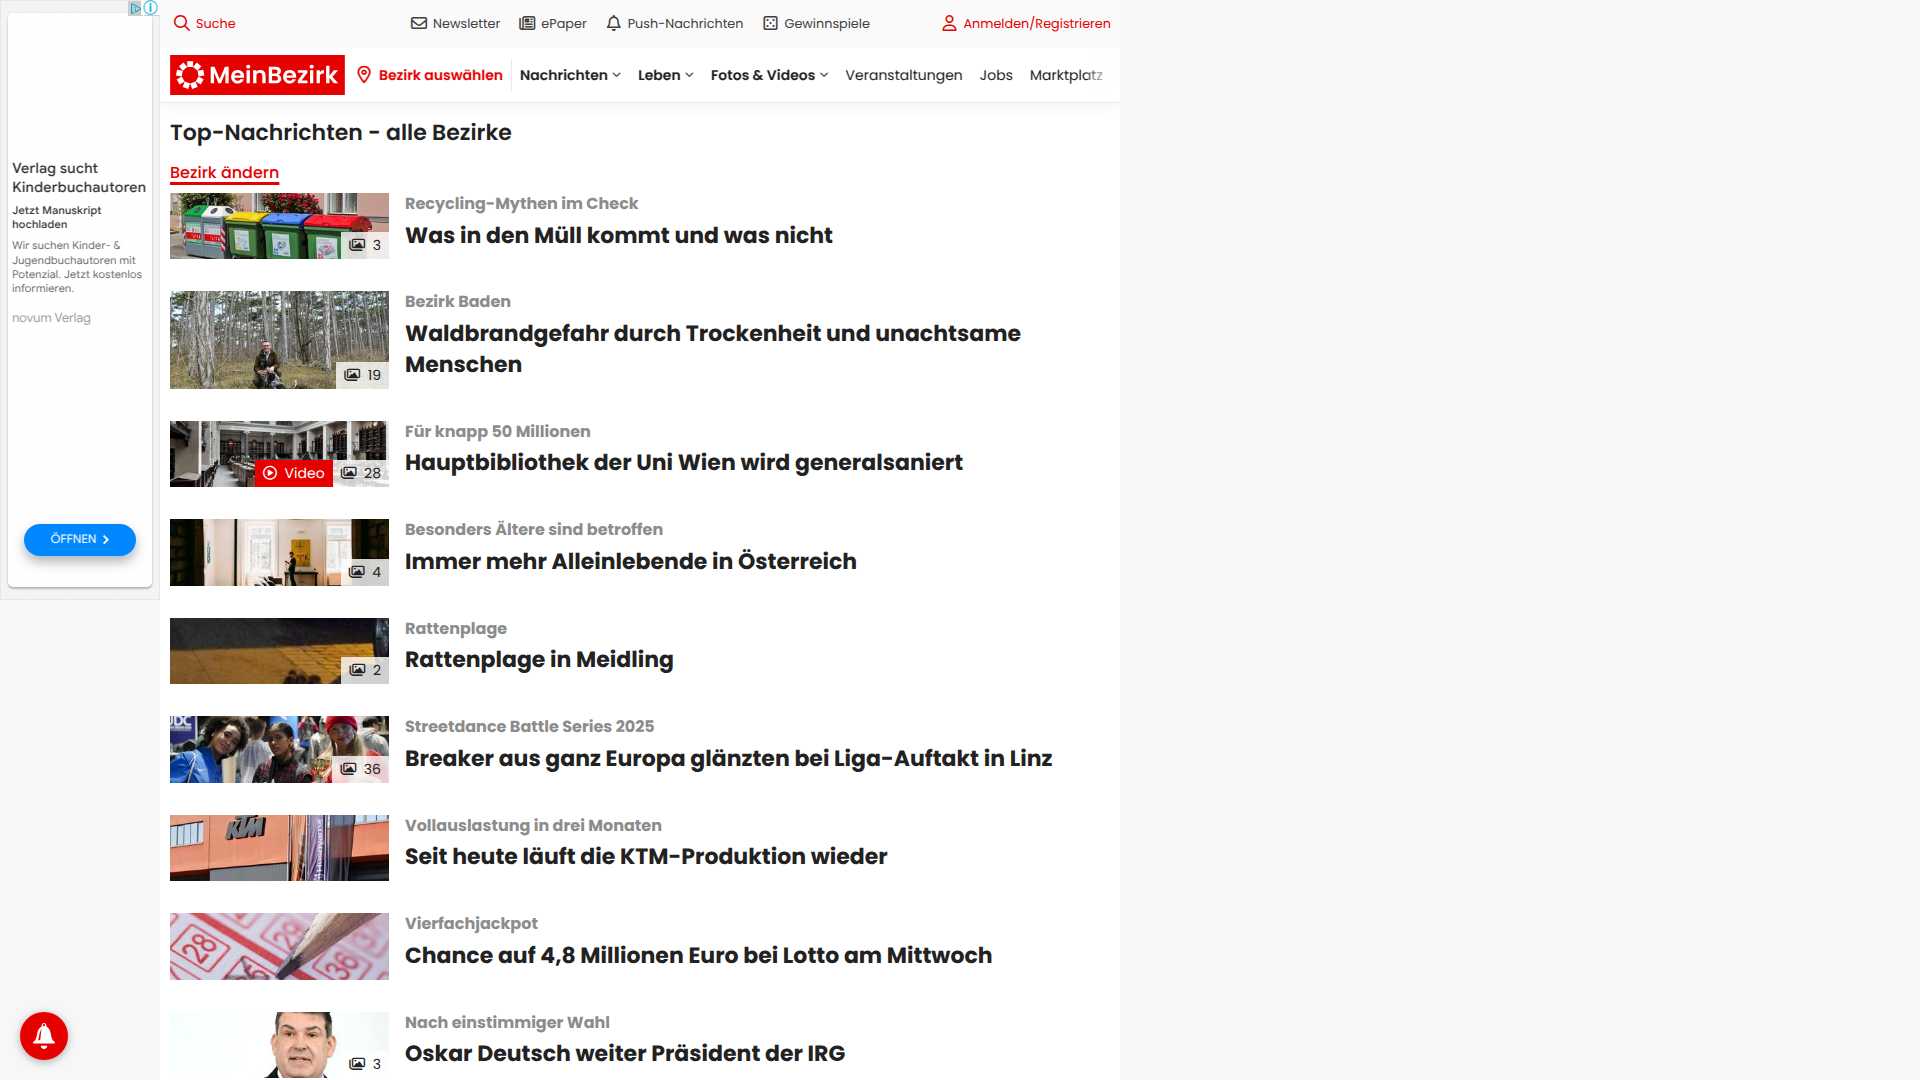 Suche
Newsletter
ePaper
Push-Nachrichten
Gewinnspiele
Anmelden/Registrieren
MeinBezirk
Bezirk auswählen
Nachrichten
Leben
Fotos & Videos
Veranstaltungen
Jobs
Marktplatz
Verlag sucht
Kinderbuchautoren
Jetzt Manuskript
hochladen
Wir suchen Kinder- &
Jugendbuchautoren mit
Potenzial. Jetzt kostenlos
informieren.
novum Verlag
ÖFFNEN
Top-Nachrichten - alle Bezirke
Bezirk ändern
3
Recycling-Mythen im Check
Was in den Müll kommt und was nicht
19
Bezirk Baden
Waldbrandgefahr durch Trockenheit und unachtsame
Menschen
Video
28
Für knapp 50 Millionen
Hauptbibliothek der Uni Wien wird generalsaniert
4
Besonders Ältere sind betroffen
Immer mehr Alleinlebende in Österreich
2
Rattenplage
Rattenplage in Meidling
36
Streetdance Battle Series 2025
Breaker aus ganz Europa glänzten bei Liga-Auftakt in Linz
KTM
Vollauslastung in drei Monaten
Seit heute läuft die KTM-Produktion wieder
28
29
36
Vierfachjackpot
Chance auf 4,8 Millionen Euro bei Lotto am Mittwoch
3
Nach einstimmiger Wahl
Oskar Deutsch weiter Präsident der IRG